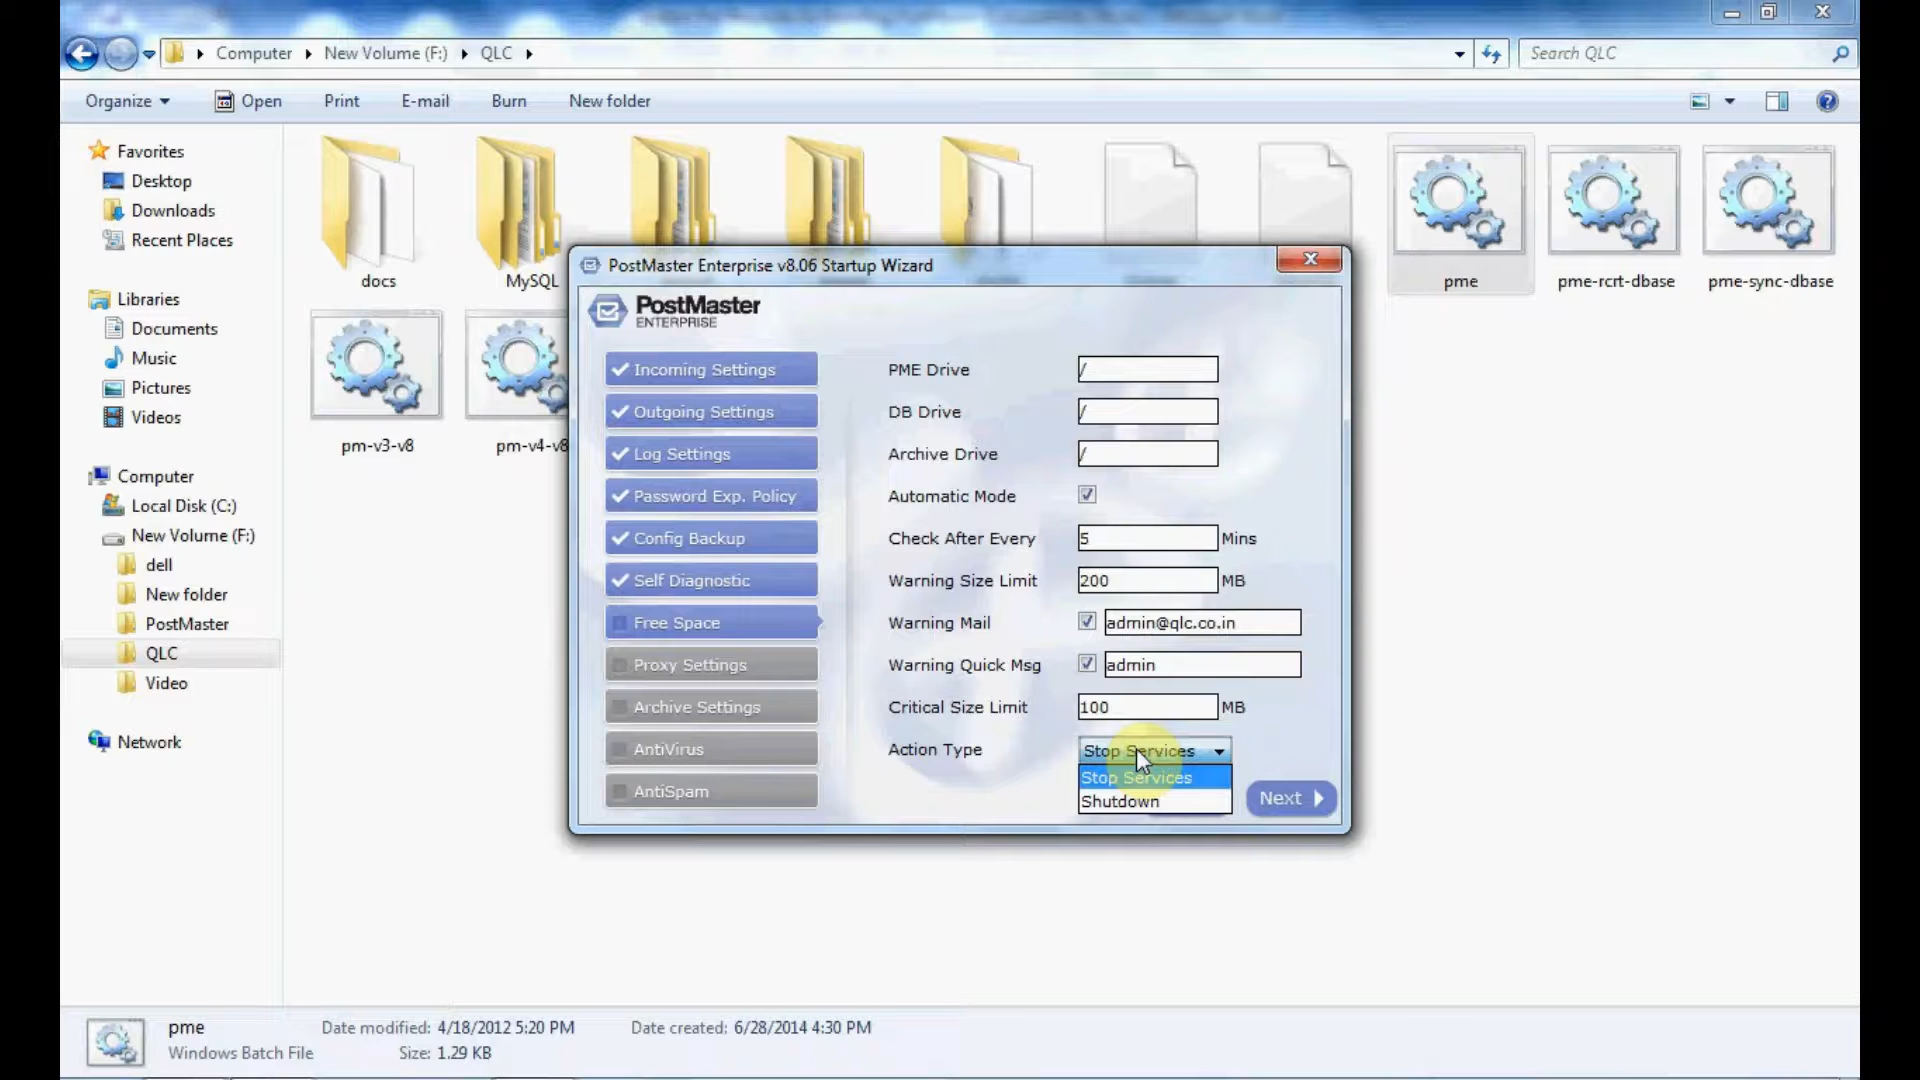 Computer
New Volume (F:)
QLC
Search QLC
Organize
Open
Print
E-mail
Burn
New folder
Favorites
Desktop
Downloads
Recent Places
Libraries
Documents
Music
Pictures
Videos
Computer
Local Disk (C:)
New Volume (F:)
dell
New folder
PostMaster
QLC
Video
Network
docs
MySQL
pme
pme-rcrt-dbase
pme-sync-dbase
pm-v3-v8
pm-v4-v8
PostMaster Enterprise v8.06 Startup Wizard
PostMaster
ENTERPRISE
Incoming Settings
Outgoing Settings
Log Settings
Password Exp. Policy
Config Backup
Self Diagnostic
Free Space
Proxy Settings
Archive Settings
AntiVirus
AntiSpam
PME Drive /
DB Drive /
Archive Drive /
Automatic Mode
Check After Every 5 Mins
Warning Size Limit 200 MB
Warning Mail admin@qlc.co.in
Warning Quick Msg admin
Critical Size Limit 100 MB
Action Type Stop Services
Stop Services
Shutdown
Next
pme
Windows Batch File
Date modified: 4/18/2012 5:20 PM
Size: 1.29 KB
Date created: 6/28/2014 4:30 PM